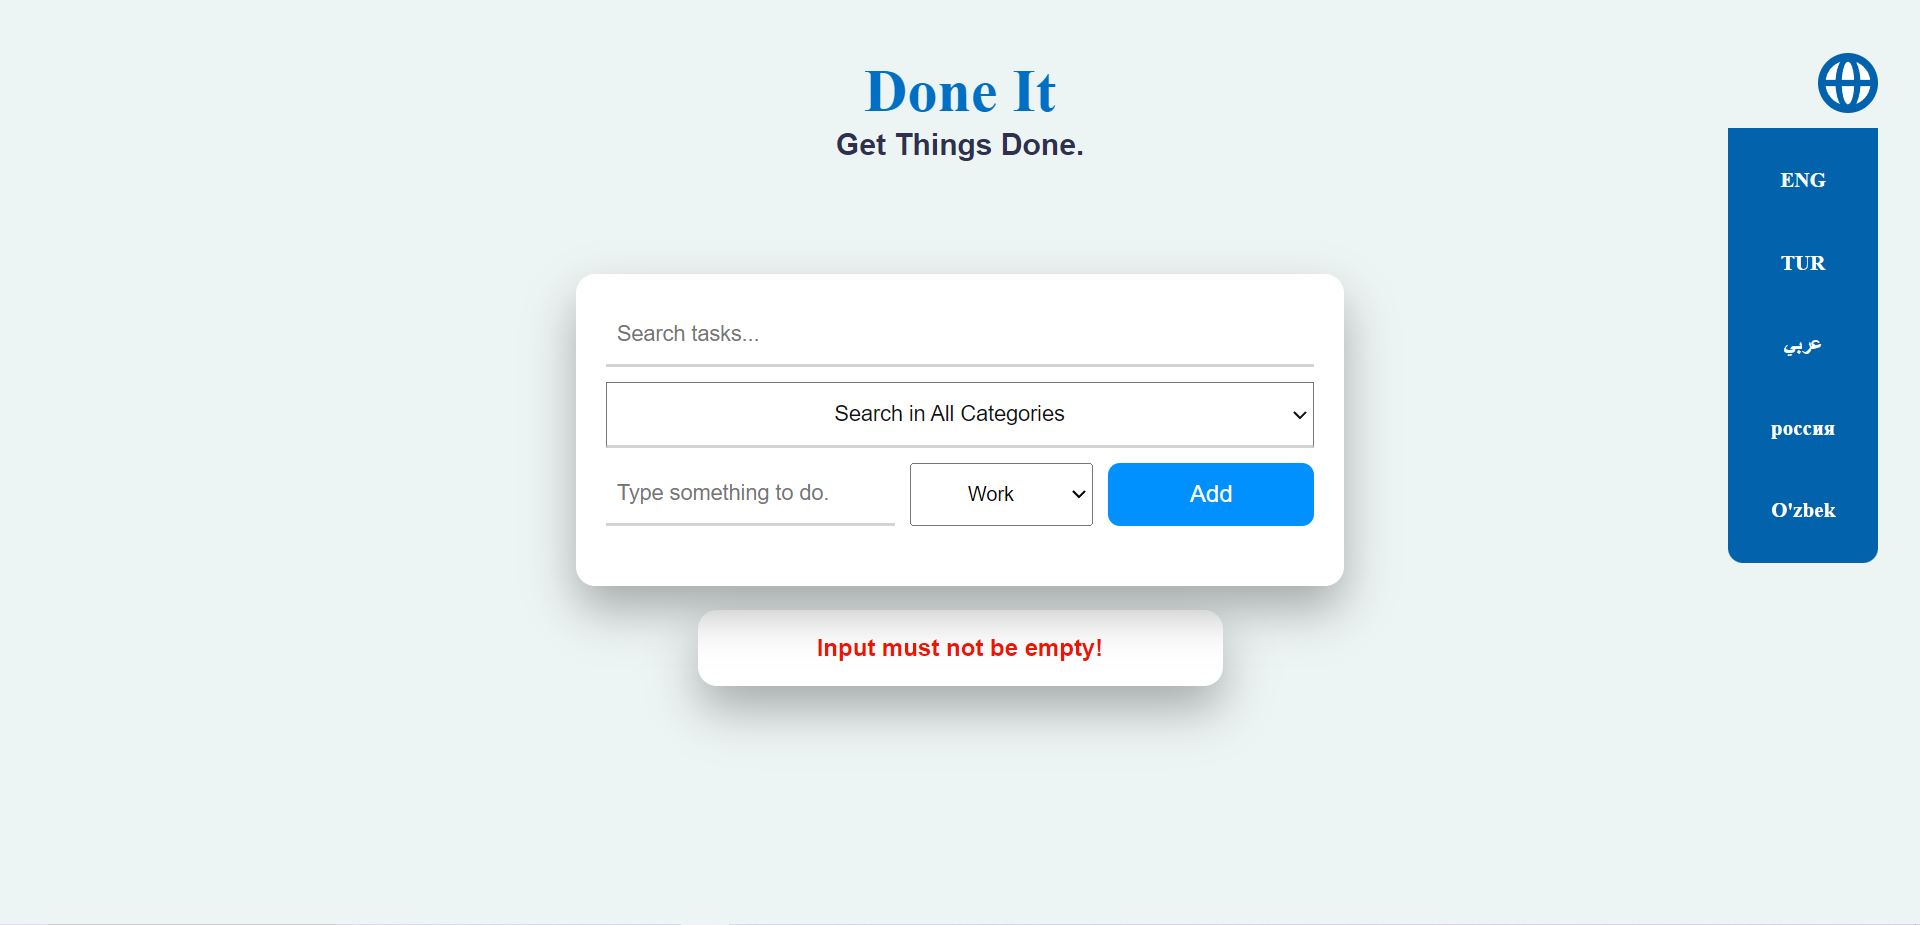 Done It
Get Things Done.
ENG
TUR
عربي
россия
O'zbek
Search tasks...
Search in All Categories
Type something to do.
Work
Add
Input must not be empty!